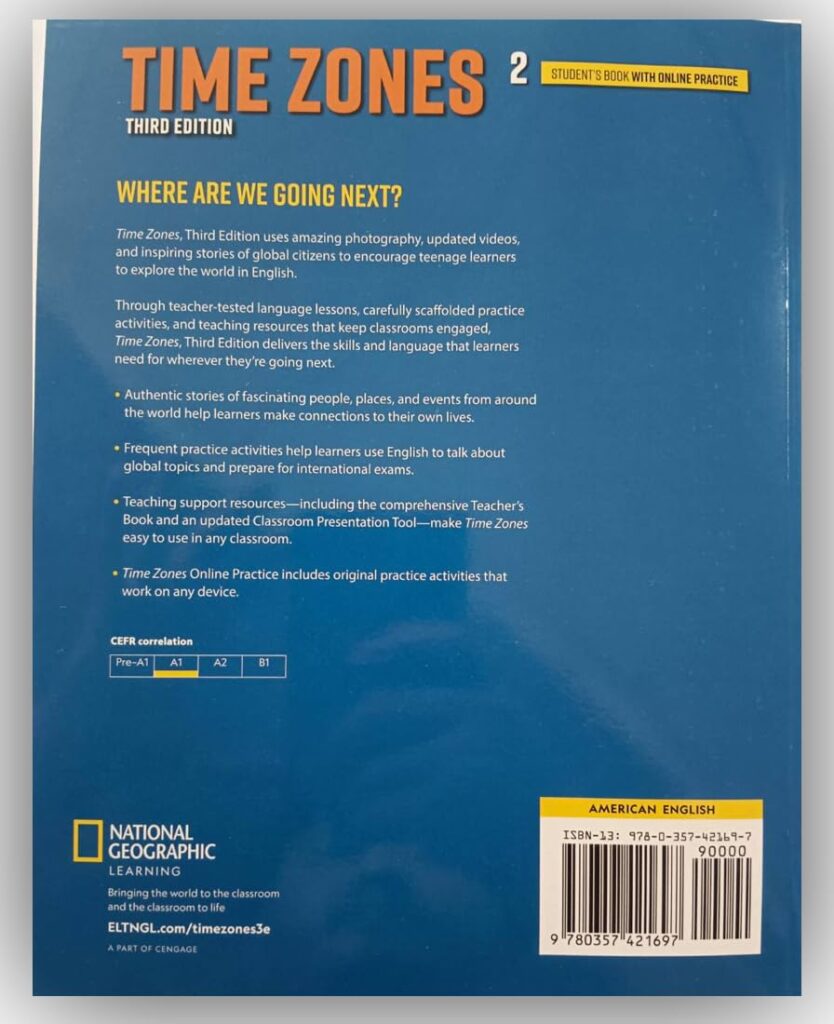 TIME ZONES 2 STUDENT'S BOOK WITH ONLINE PRACTICE
THIRD EDITION
WHERE ARE WE GOING NEXT?
Time Zones, Third Edition uses amazing photography, updated videos,
and inspiring stories of global citizens to encourage teenage learners
to explore the world in English.
Through teacher-tested language lessons, carefully scaffolded practice
activities, and teaching resources that keep classrooms engaged,
Time Zones, Third Edition delivers the skills and language that learners
need for wherever they're going next.
• Authentic stories of fascinating people, places, and events from around
the world help learners make connections to their own lives.
• Frequent practice activities help learners use English to talk about
global topics and prepare for international exams.
• Teaching support resources—including the comprehensive Teacher's
Book and an updated Classroom Presentation Tool—make Time Zones
easy to use in any classroom.
• Time Zones Online Practice includes original practice activities that
work on any device.
CEFR correlation
Pre-A1 A1 A2 B1
NATIONAL
GEOGRAPHIC
LEARNING
Bringing the world to the classroom
and the classroom to life
ELTNGL.com/timezones3e
A PART OF CENGAGE
AMERICAN ENGLISH
ISBN-13: 978-0-357-42169-7
90000
9 780357 421697